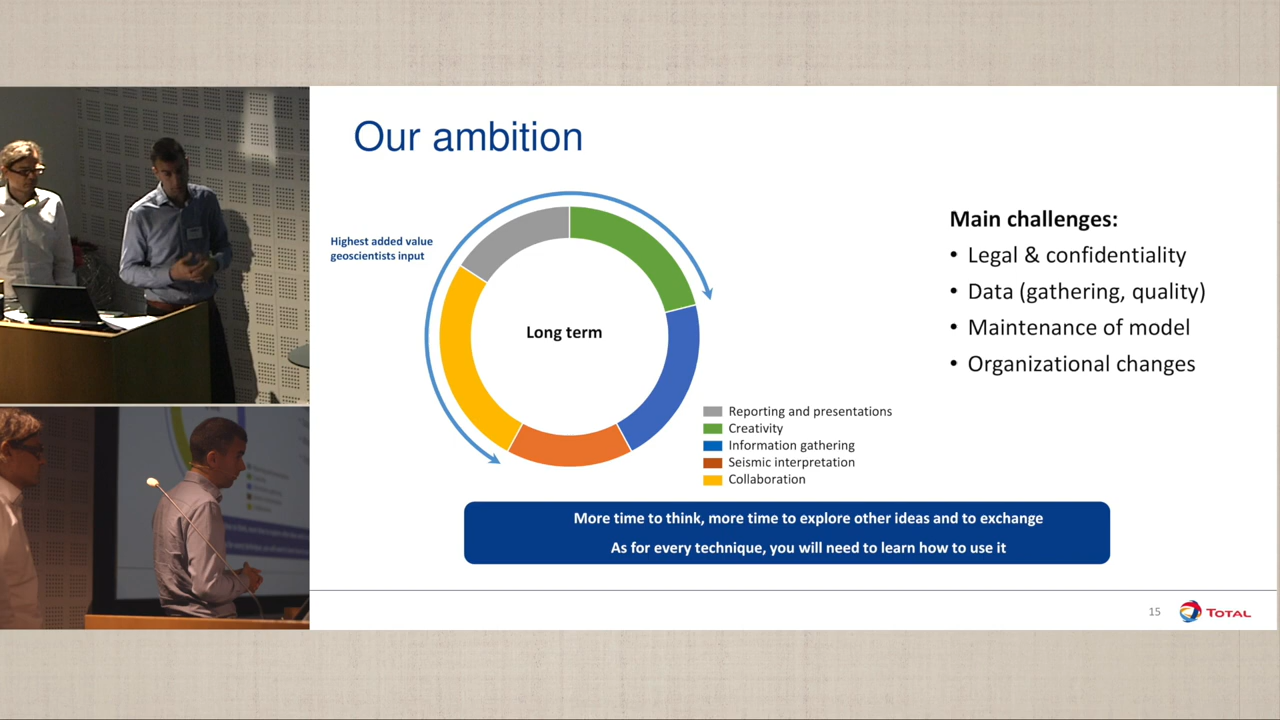 Our ambition
Highest added value
geoscientists input
Long term
Main challenges:
• Legal & confidentiality
• Data (gathering, quality)
• Maintenance of model
• Organizational changes
Reporting and presentations
Creativity
Information gathering
Seismic interpretation
Collaboration
More time to think, more time to explore other ideas and to exchange
As for every technique, you will need to learn how to use it
15
TOTAL